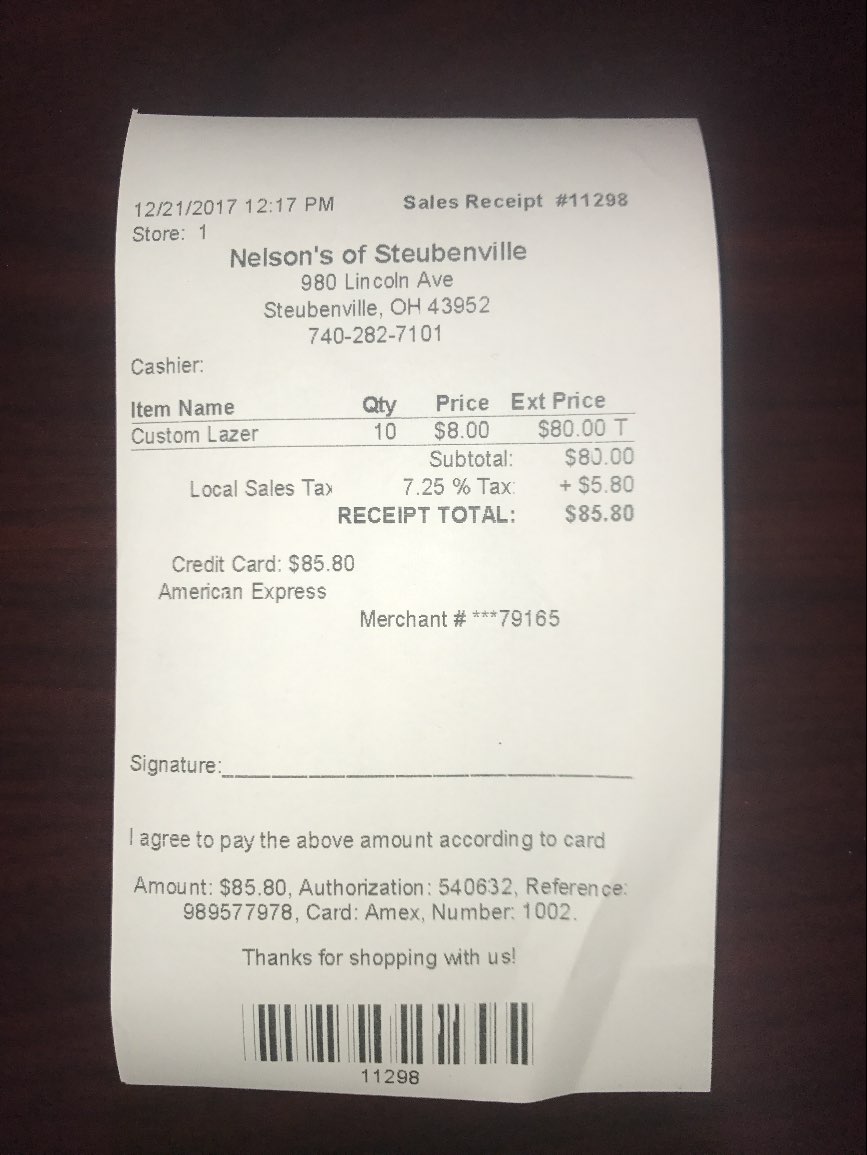 12/21/2017 12:17 PM Sales Receipt #11298
Store: 1
Nelson's of Steubenville
980 Lincoln Ave
Steubenville, OH 43952
740-282-7101
Cashier:
Item Name Qty Price Ext Price
Custom Lazer 10 $8.00 $80.00 T
Subtotal: $80.00
Local Sales Tax 7.25 % Tax: + $5.80
RECEIPT TOTAL: $85.80
Credit Card: $85.80
American Express
Merchant # ***79165
Signature:
I agree to pay the above amount according to card
Amount: $85.80, Authorization: 540632, Reference:
989577978, Card: Amex, Number: 1002.
Thanks for shopping with us!
11298